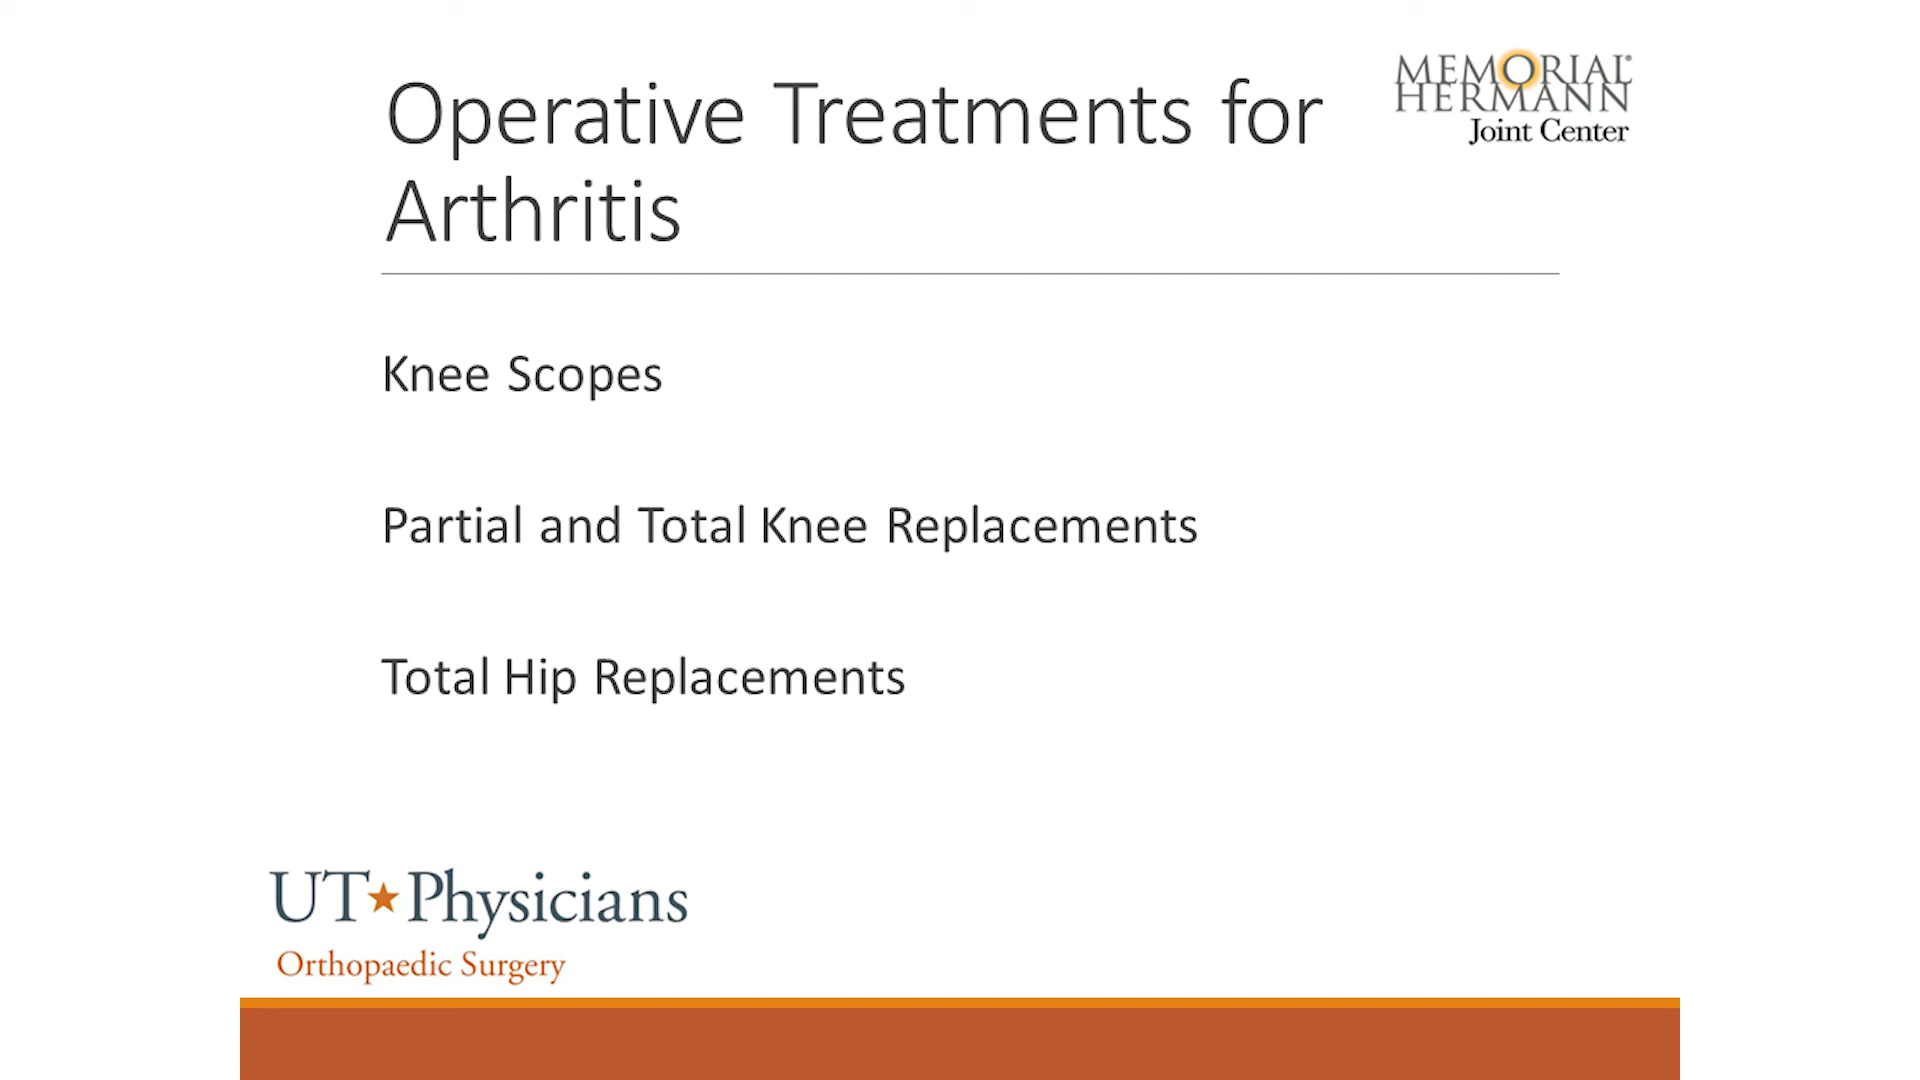 Operative Treatments for
Arthritis
MEMORIAL®
HERMANN
Joint Center
Knee Scopes
Partial and Total Knee Replacements
Total Hip Replacements
UT★Physicians
Orthopaedic Surgery